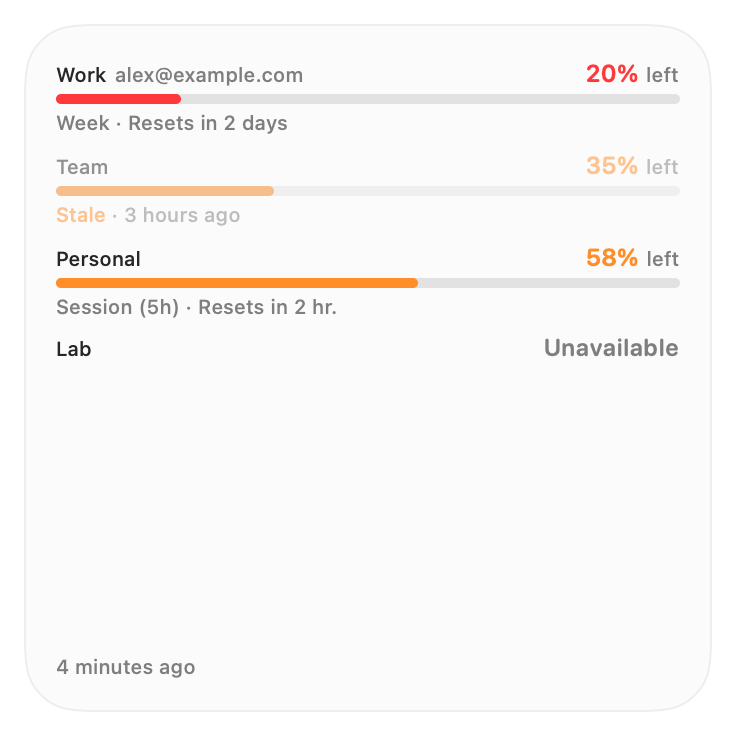 Work alex@example.com 20% left
Week · Resets in 2 days
Team 35% left
Stale · 3 hours ago
Personal 58% left
Session (5h) · Resets in 2 hr.
Lab Unavailable
4 minutes ago